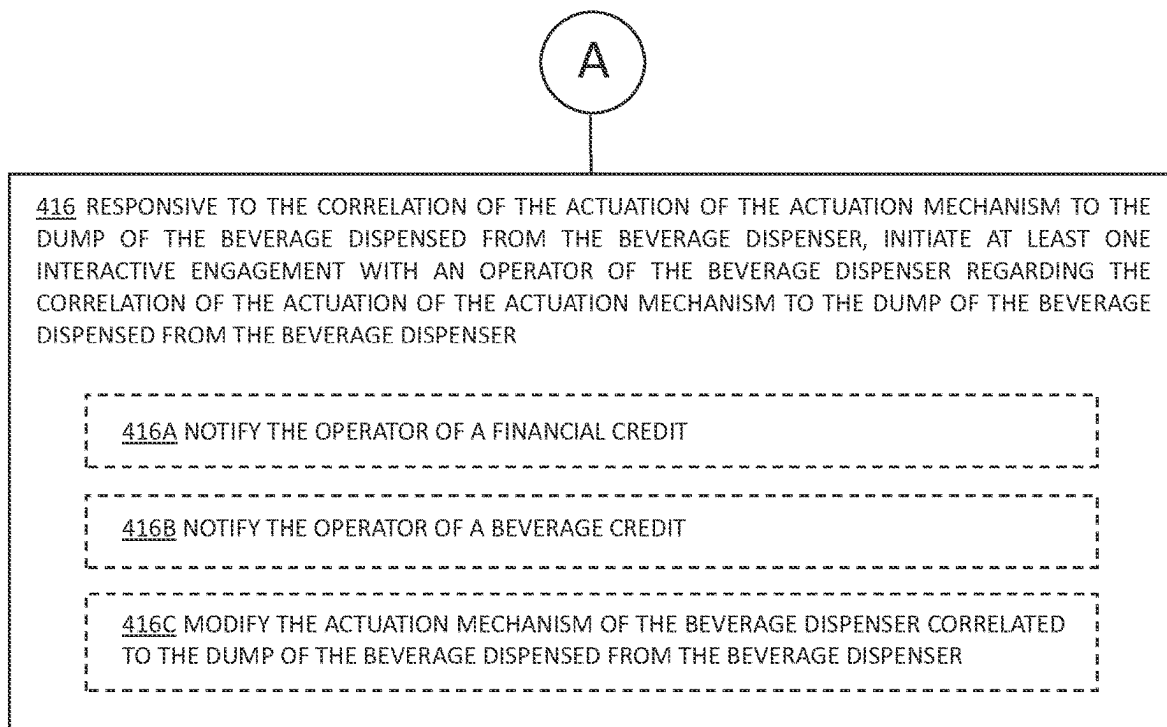 A
416 RESPONSIVE TO THE CORRELATION OF THE ACTUATION OF THE ACTUATION MECHANISM TO THE
DUMP OF THE BEVERAGE DISPENSED FROM THE BEVERAGE DISPENSER, INITIATE AT LEAST ONE
INTERACTIVE ENGAGEMENT WITH AN OPERATOR OF THE BEVERAGE DISPENSER REGARDING THE
CORRELATION OF THE ACTUATION OF THE ACTUATION MECHANISM TO THE DUMP OF THE BEVERAGE
DISPENSED FROM THE BEVERAGE DISPENSER
416A NOTIFY THE OPERATOR OF A FINANCIAL CREDIT
416B NOTIFY THE OPERATOR OF A BEVERAGE CREDIT
416C MODIFY THE ACTUATION MECHANISM OF THE BEVERAGE DISPENSER CORRELATED
TO THE DUMP OF THE BEVERAGE DISPENSED FROM THE BEVERAGE DISPENSER